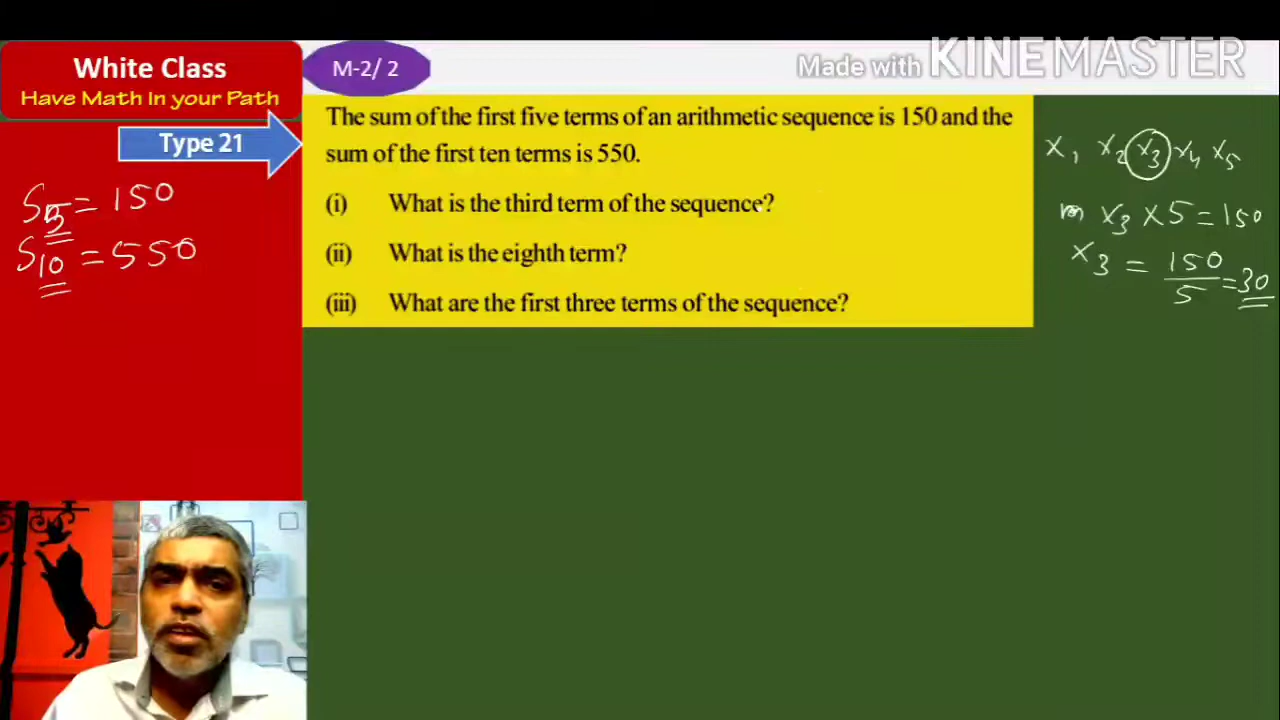 Made with KINEMASTER
White Class
Have Math in your Path
M-2/ 2
Type 21
The sum of the first five terms of an arithmetic sequence is 150 and the
sum of the first ten terms is 550.
(i) What is the third term of the sequence?
(ii) What is the eighth term?
(iii) What are the first three terms of the sequence?
S5 = 150
S10 = 550
x1 x2 x3 x4 x5
x3 × 5 = 150
x3 = 150/5 = 30